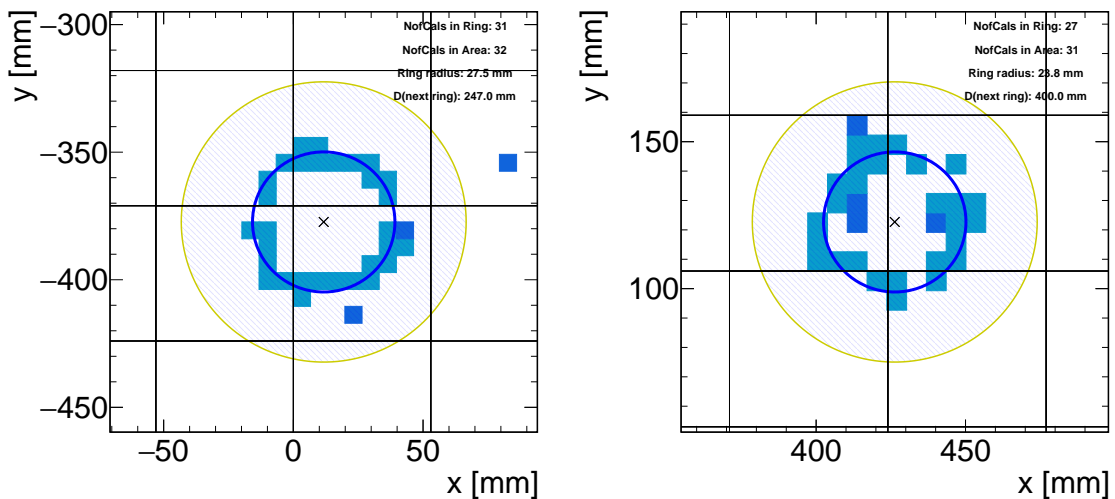 y [mm]
−300
−350
−400
−450
NofCals in Ring: 31
NofCals in Area: 32
Ring radius: 27.5 mm
D(next ring): 247.0 mm
−50
0
50
x [mm]
y [mm]
150
100
NofCals in Ring: 27
NofCals in Area: 31
Ring radius: 23.8 mm
D(next ring): 400.0 mm
400
450
x [mm]